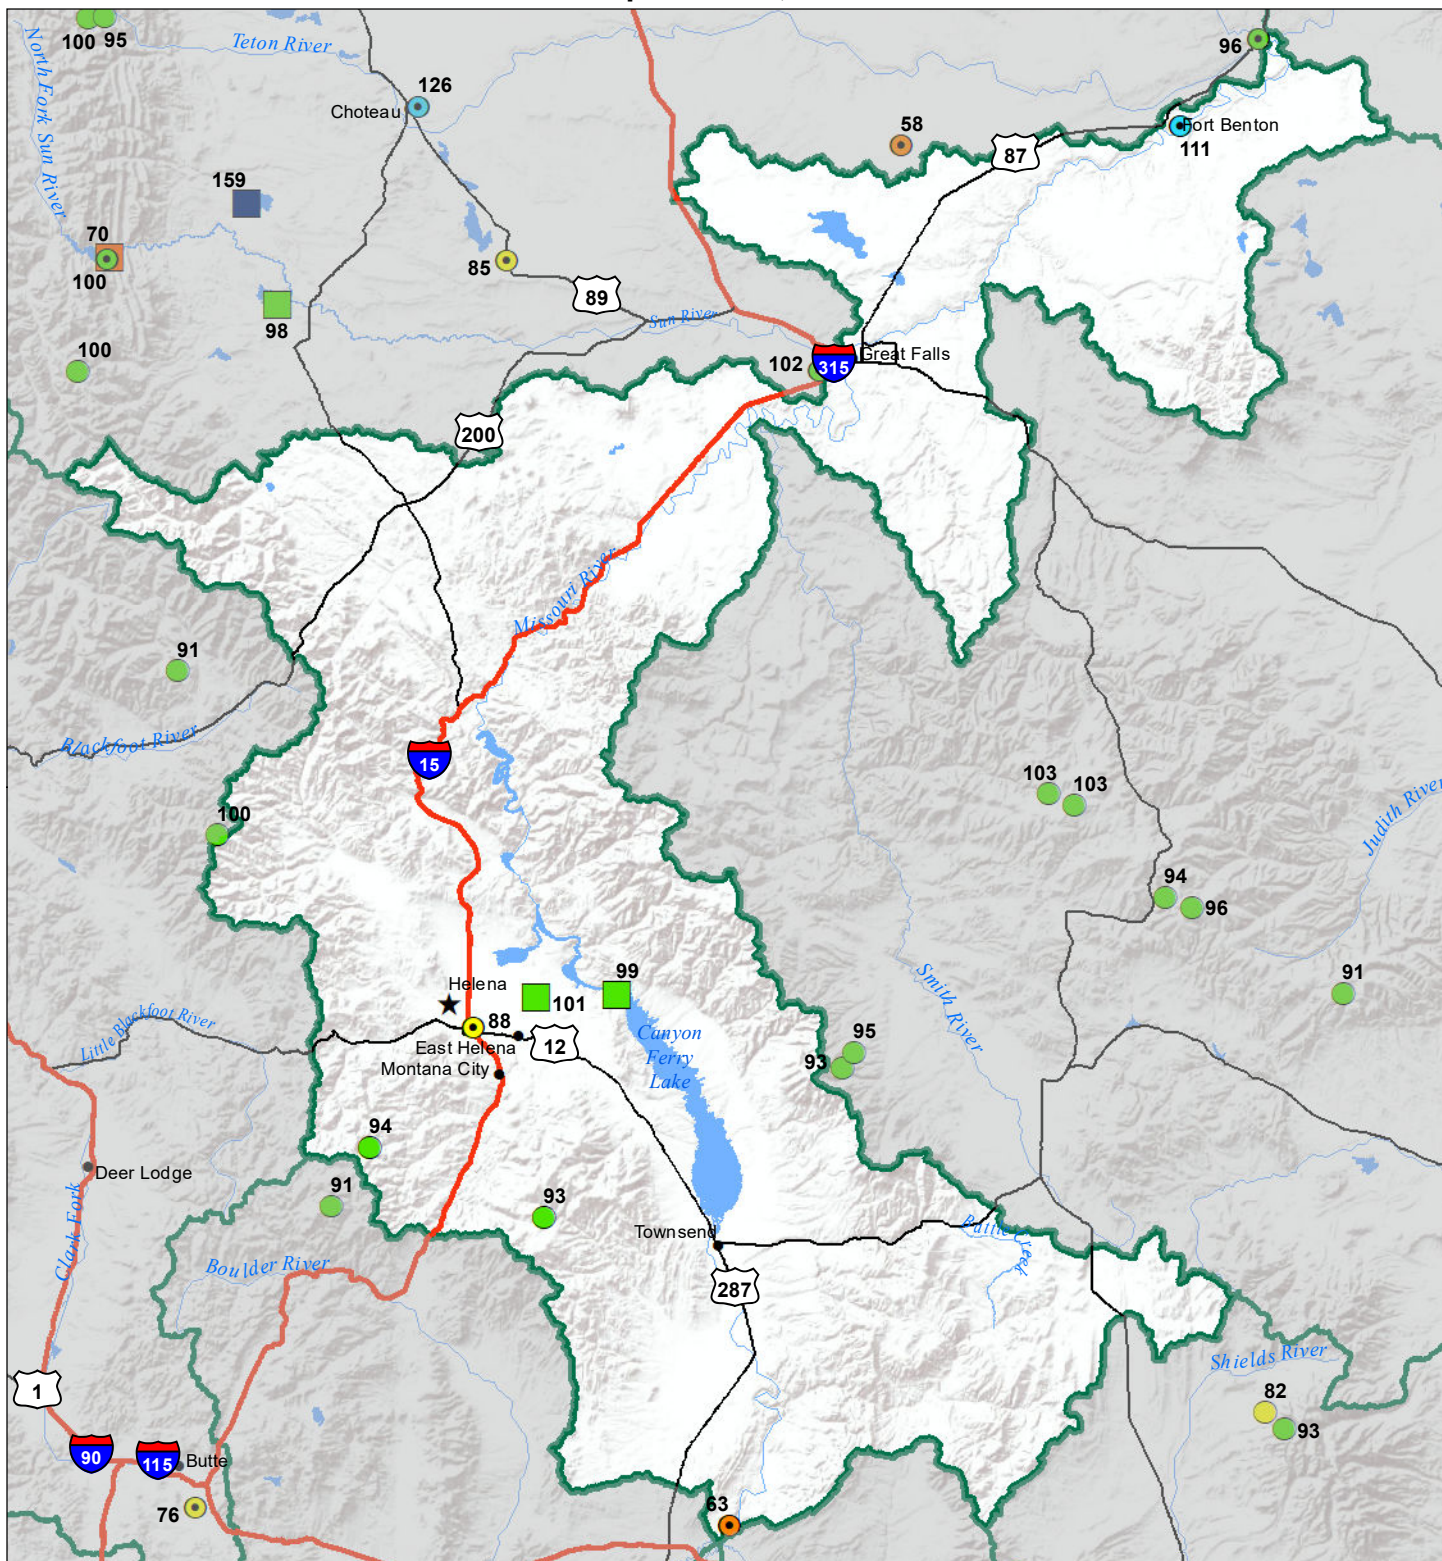 100 95
Teton River
North Fork Sun River
126
Choteau
96
58
87
Fort Benton
111
159
70
100
85
89
98
Sun River
100
102
315
Great Falls
200
Missouri River
91
Blackfoot River
15
103
103
Judith River
100
94
96
Helena
99
101
Smith River
91
Little Blackfoot River
88
East Helena
12
Canyon
Ferry
Lake
95
93
Montana City
94
Deer Lodge
91
93
Clark Fork
Townsend
Battle Creek
Boulder River
287
Shields River
1
82
93
90
115
Butte
76
63